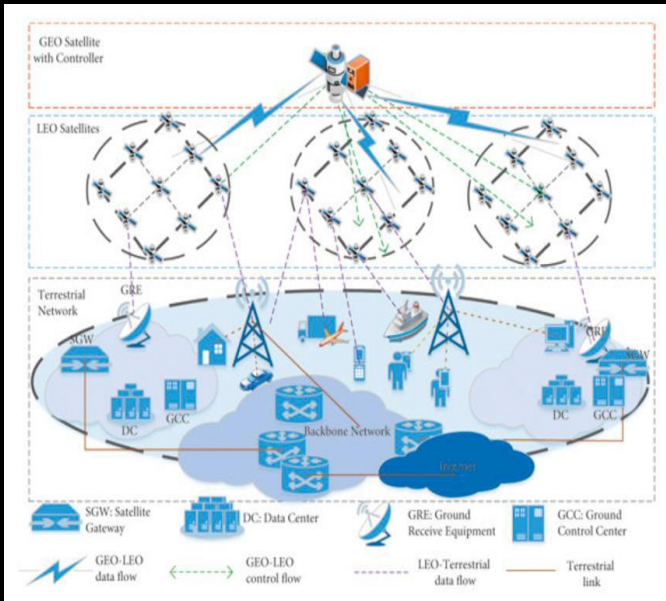 GEO Satellite
with Controller
LEO Satellites
Terrestrial
Network
GRE
SGW
GCC
DC
Backbone Network
GRE
SGW
DC
GCC
SGW: Satellite
Gateway
DC: Data Center
GRE: Ground
Receive Equipment
GCC: Ground
Control Center
GEO-LEO
data flow
GEO-LEO
control flow
LEO-Terrestrial
data flow
Terrestrial
link